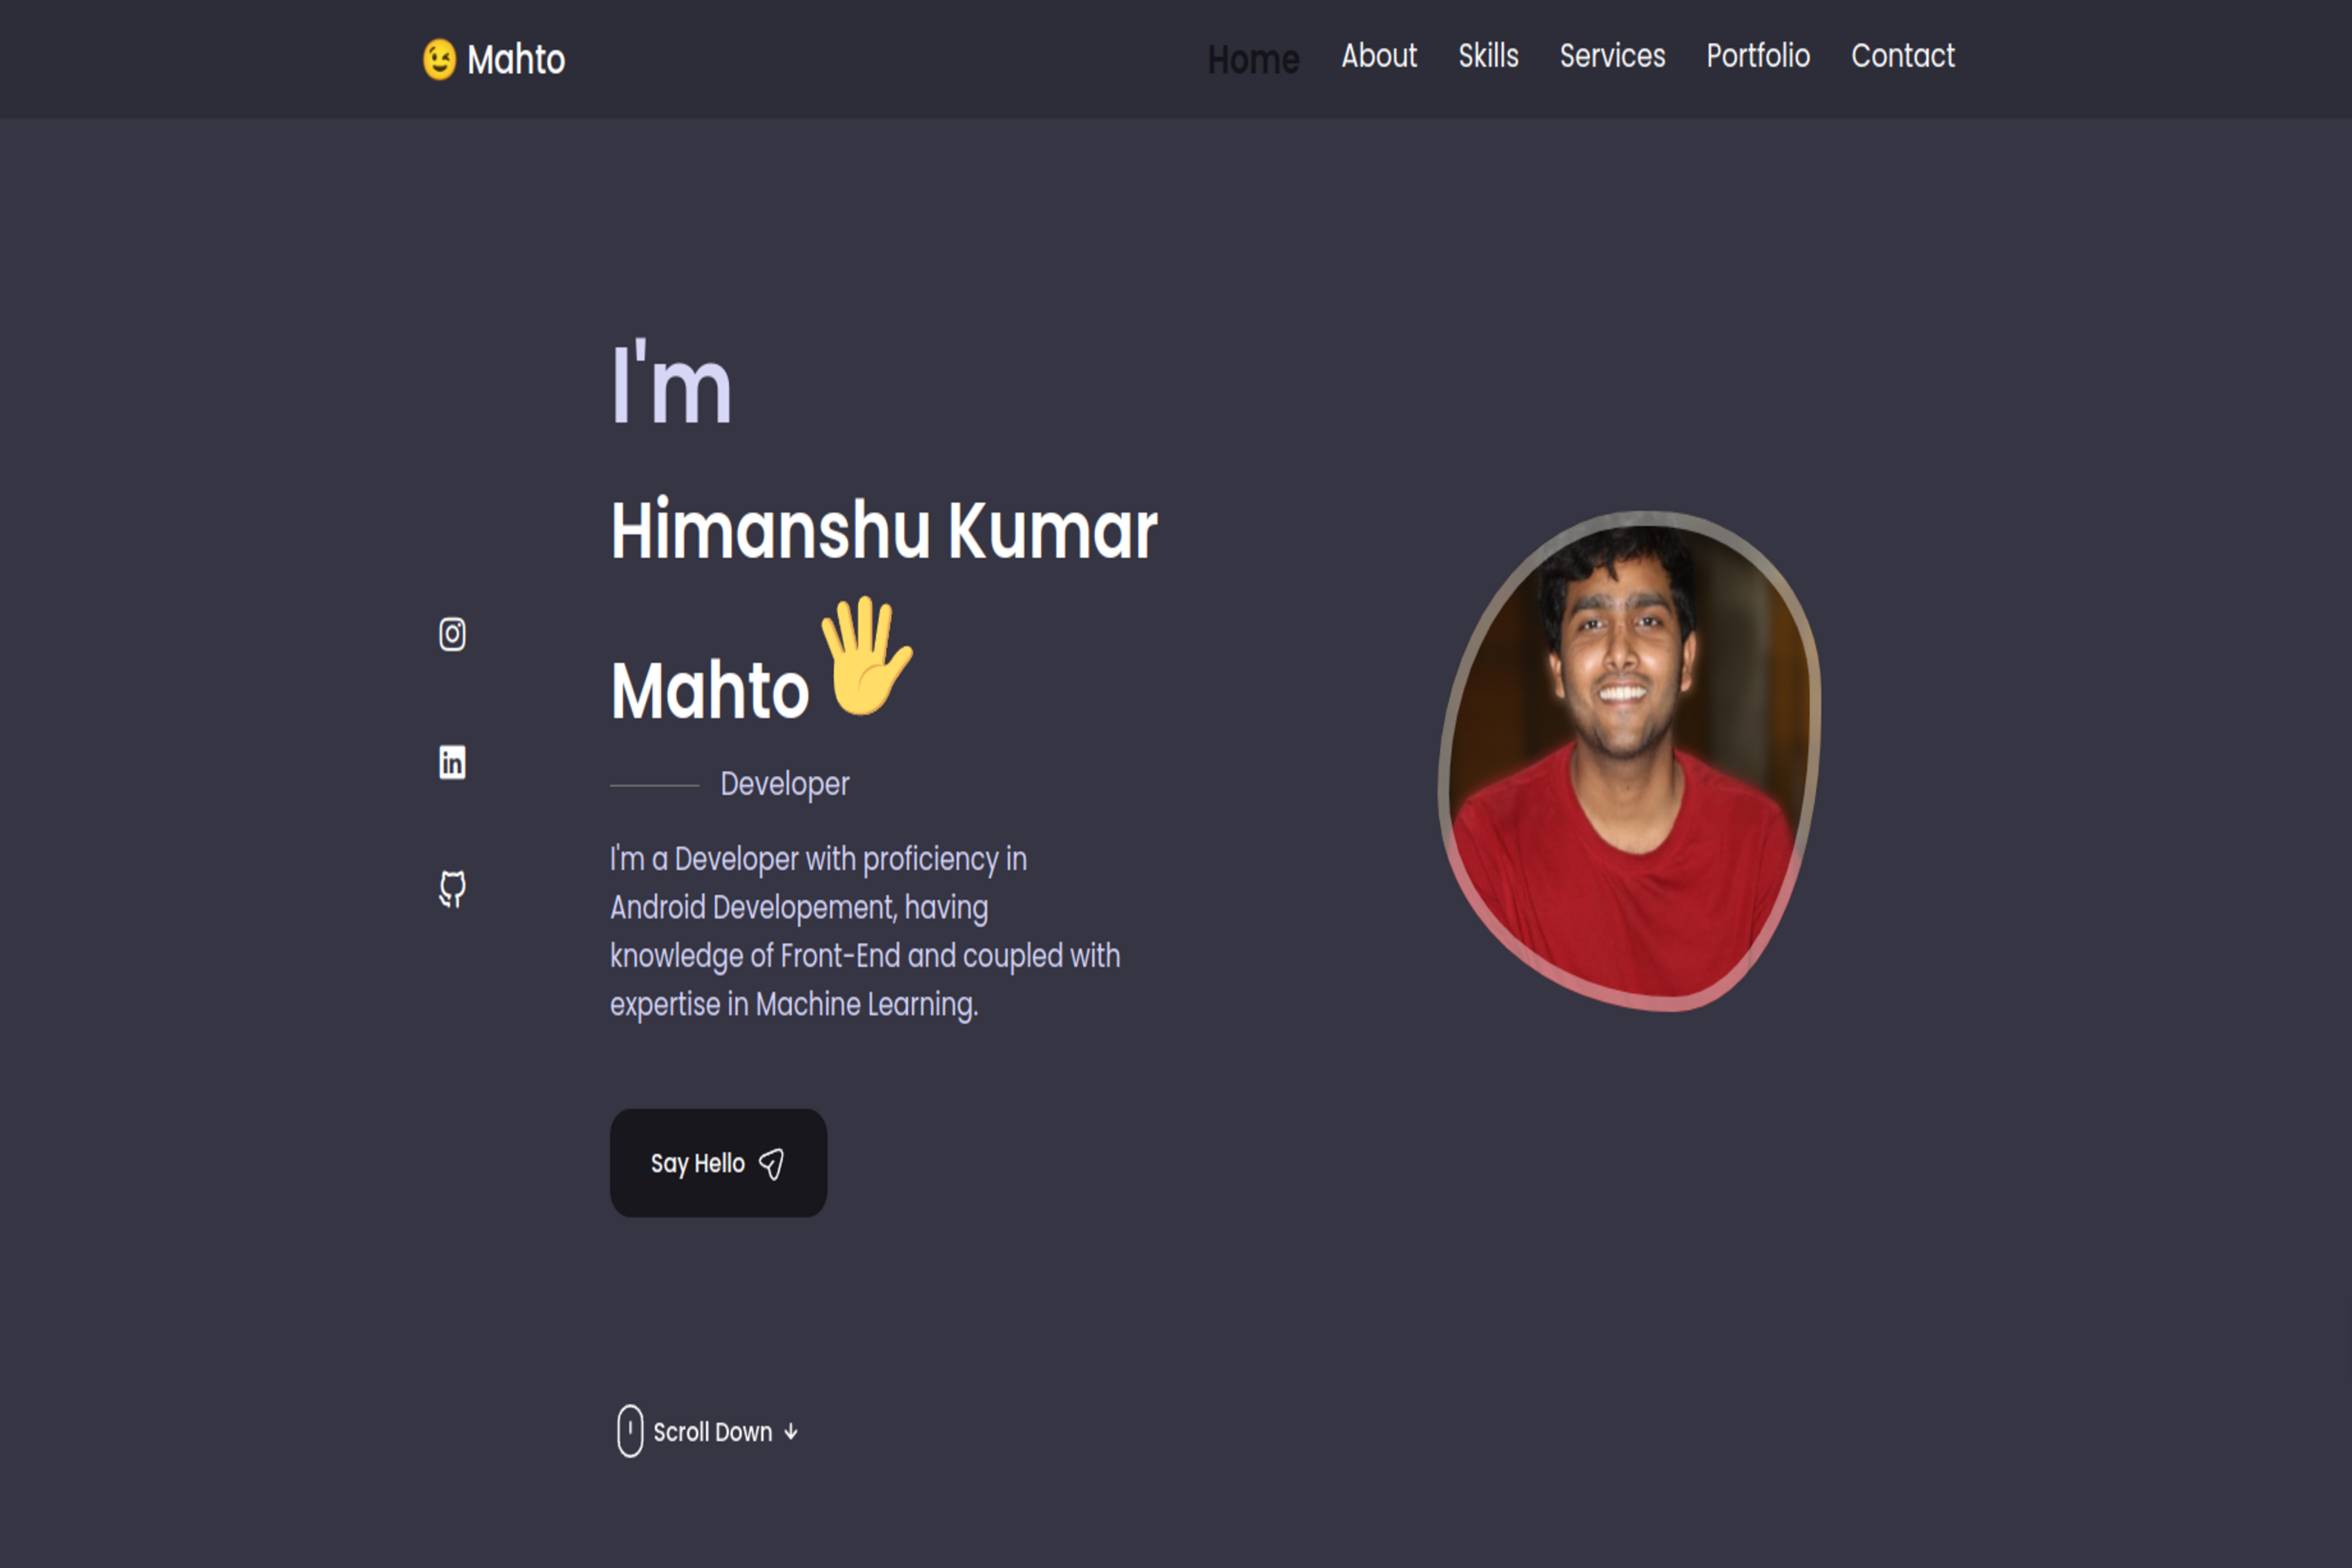 😉 Mahto
Home About Skills Services Portfolio Contact
I'm
Himanshu Kumar
Mahto🖐
Developer
I'm a Developer with proficiency in
Android Developement, having
knowledge of Front-End and coupled with
expertise in Machine Learning.
Say Hello
Scroll Down ↓